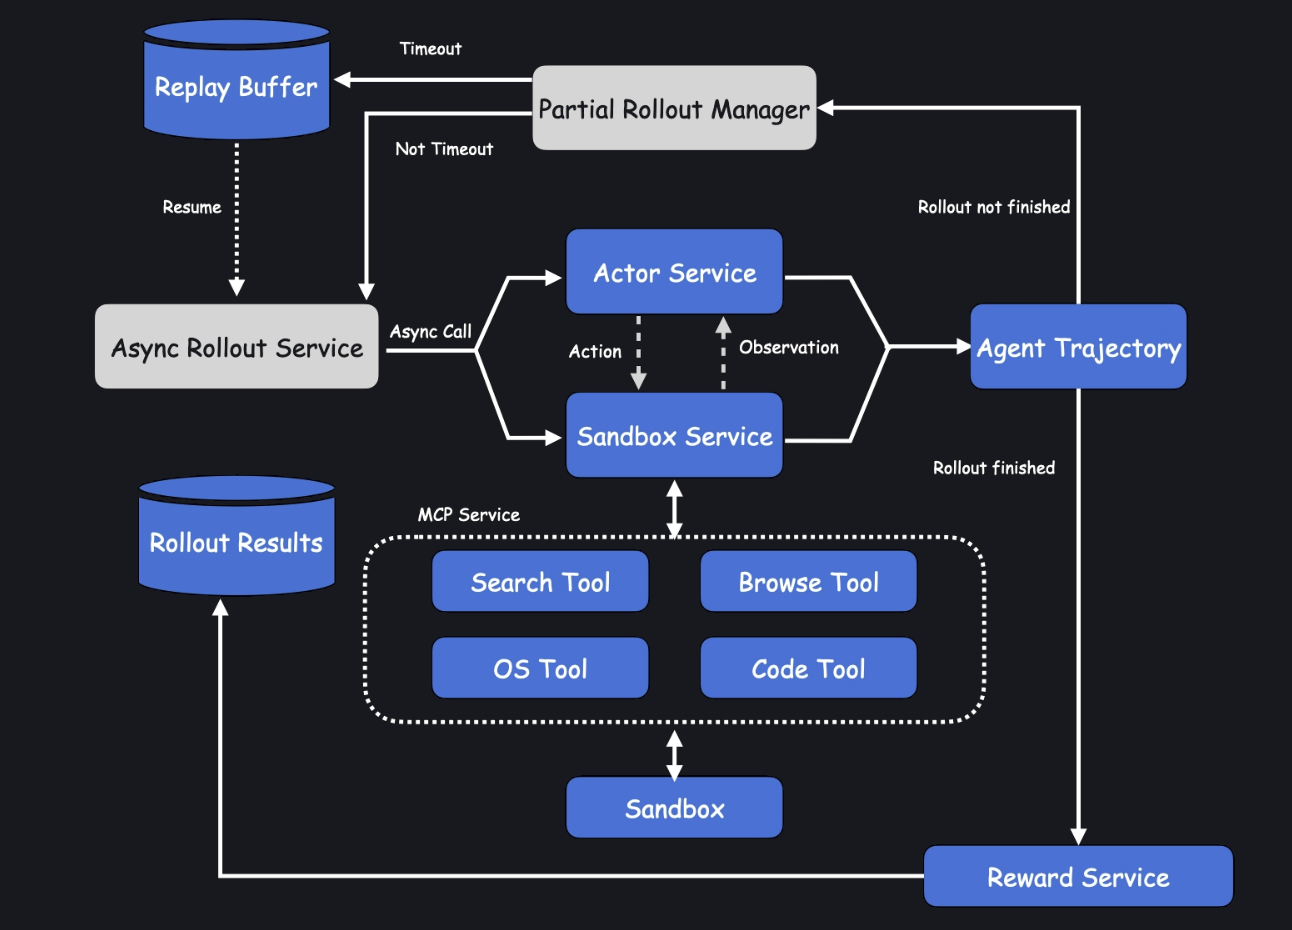 Timeout
Replay Buffer
Partial Rollout Manager
Not Timeout
Resume
Rollout not finished
Actor Service
Async Call
Async Rollout Service
Action
Observation
Agent Trajectory
Sandbox Service
Rollout finished
MCP Service
Rollout Results
Search Tool
Browse Tool
OS Tool
Code Tool
Sandbox
Reward Service